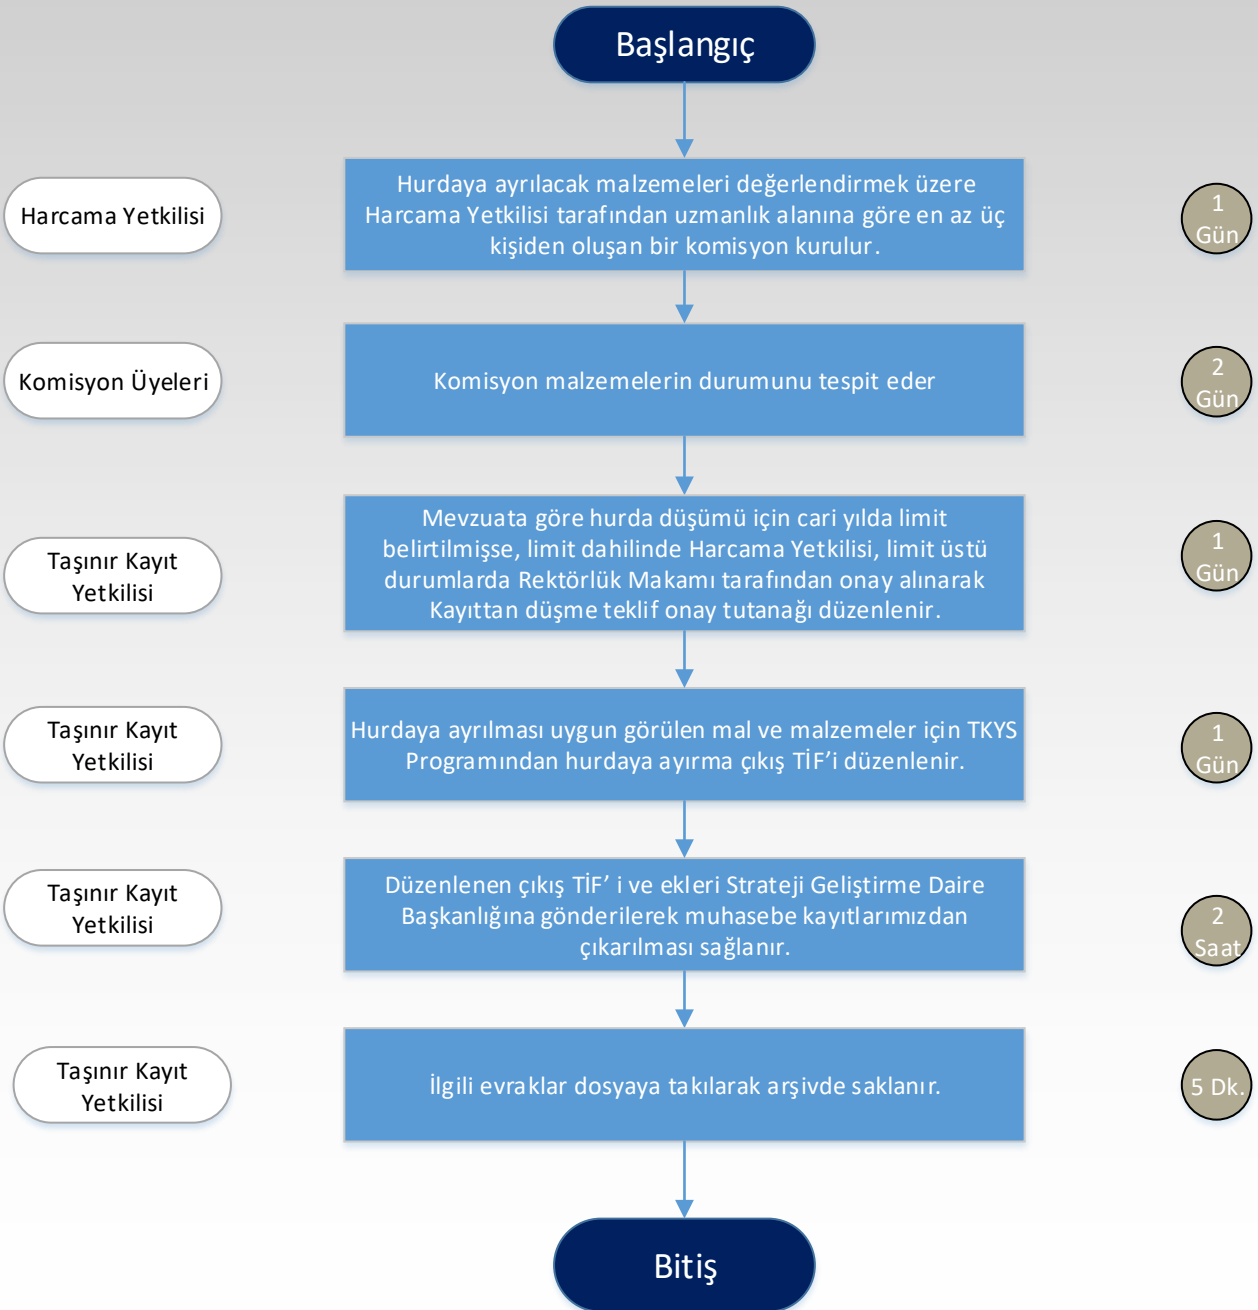 Başlangıç
Harcama Yetkilisi
Hurdaya ayrılacak malzemeleri değerlendirmek üzere
Harcama Yetkilisi tarafından uzmanlık alanına göre en az üç
kişiden oluşan bir komisyon kurulur.
1
Gün
Komisyon Üyeleri
Komisyon malzemelerin durumunu tespit eder
2
Gün
Taşınır Kayıt
Yetkilisi
Mevzuata göre hurda düşümü için cari yılda limit
belirtilmişse, limit dahilinde Harcama Yetkilisi, limit üstü
durumlarda Rektörlük Makamı tarafından onay alınarak
Kayıttan düşme teklif onay tutanağı düzenlenir.
1
Gün
Taşınır Kayıt
Yetkilisi
Hurdaya ayrılması uygun görülen mal ve malzemeler için TKYS
Programından hurdaya ayırma çıkış TİF’i düzenlenir.
1
Gün
Taşınır Kayıt
Yetkilisi
Düzenlenen çıkış TİF’ i ve ekleri Strateji Geliştirme Daire
Başkanlığına gönderilerek muhasebe kayıtlarımızdan
çıkarılması sağlanır.
2
Saat
Taşınır Kayıt
Yetkilisi
İlgili evraklar dosyaya takılarak arşivde saklanır.
5 Dk.
Bitiş